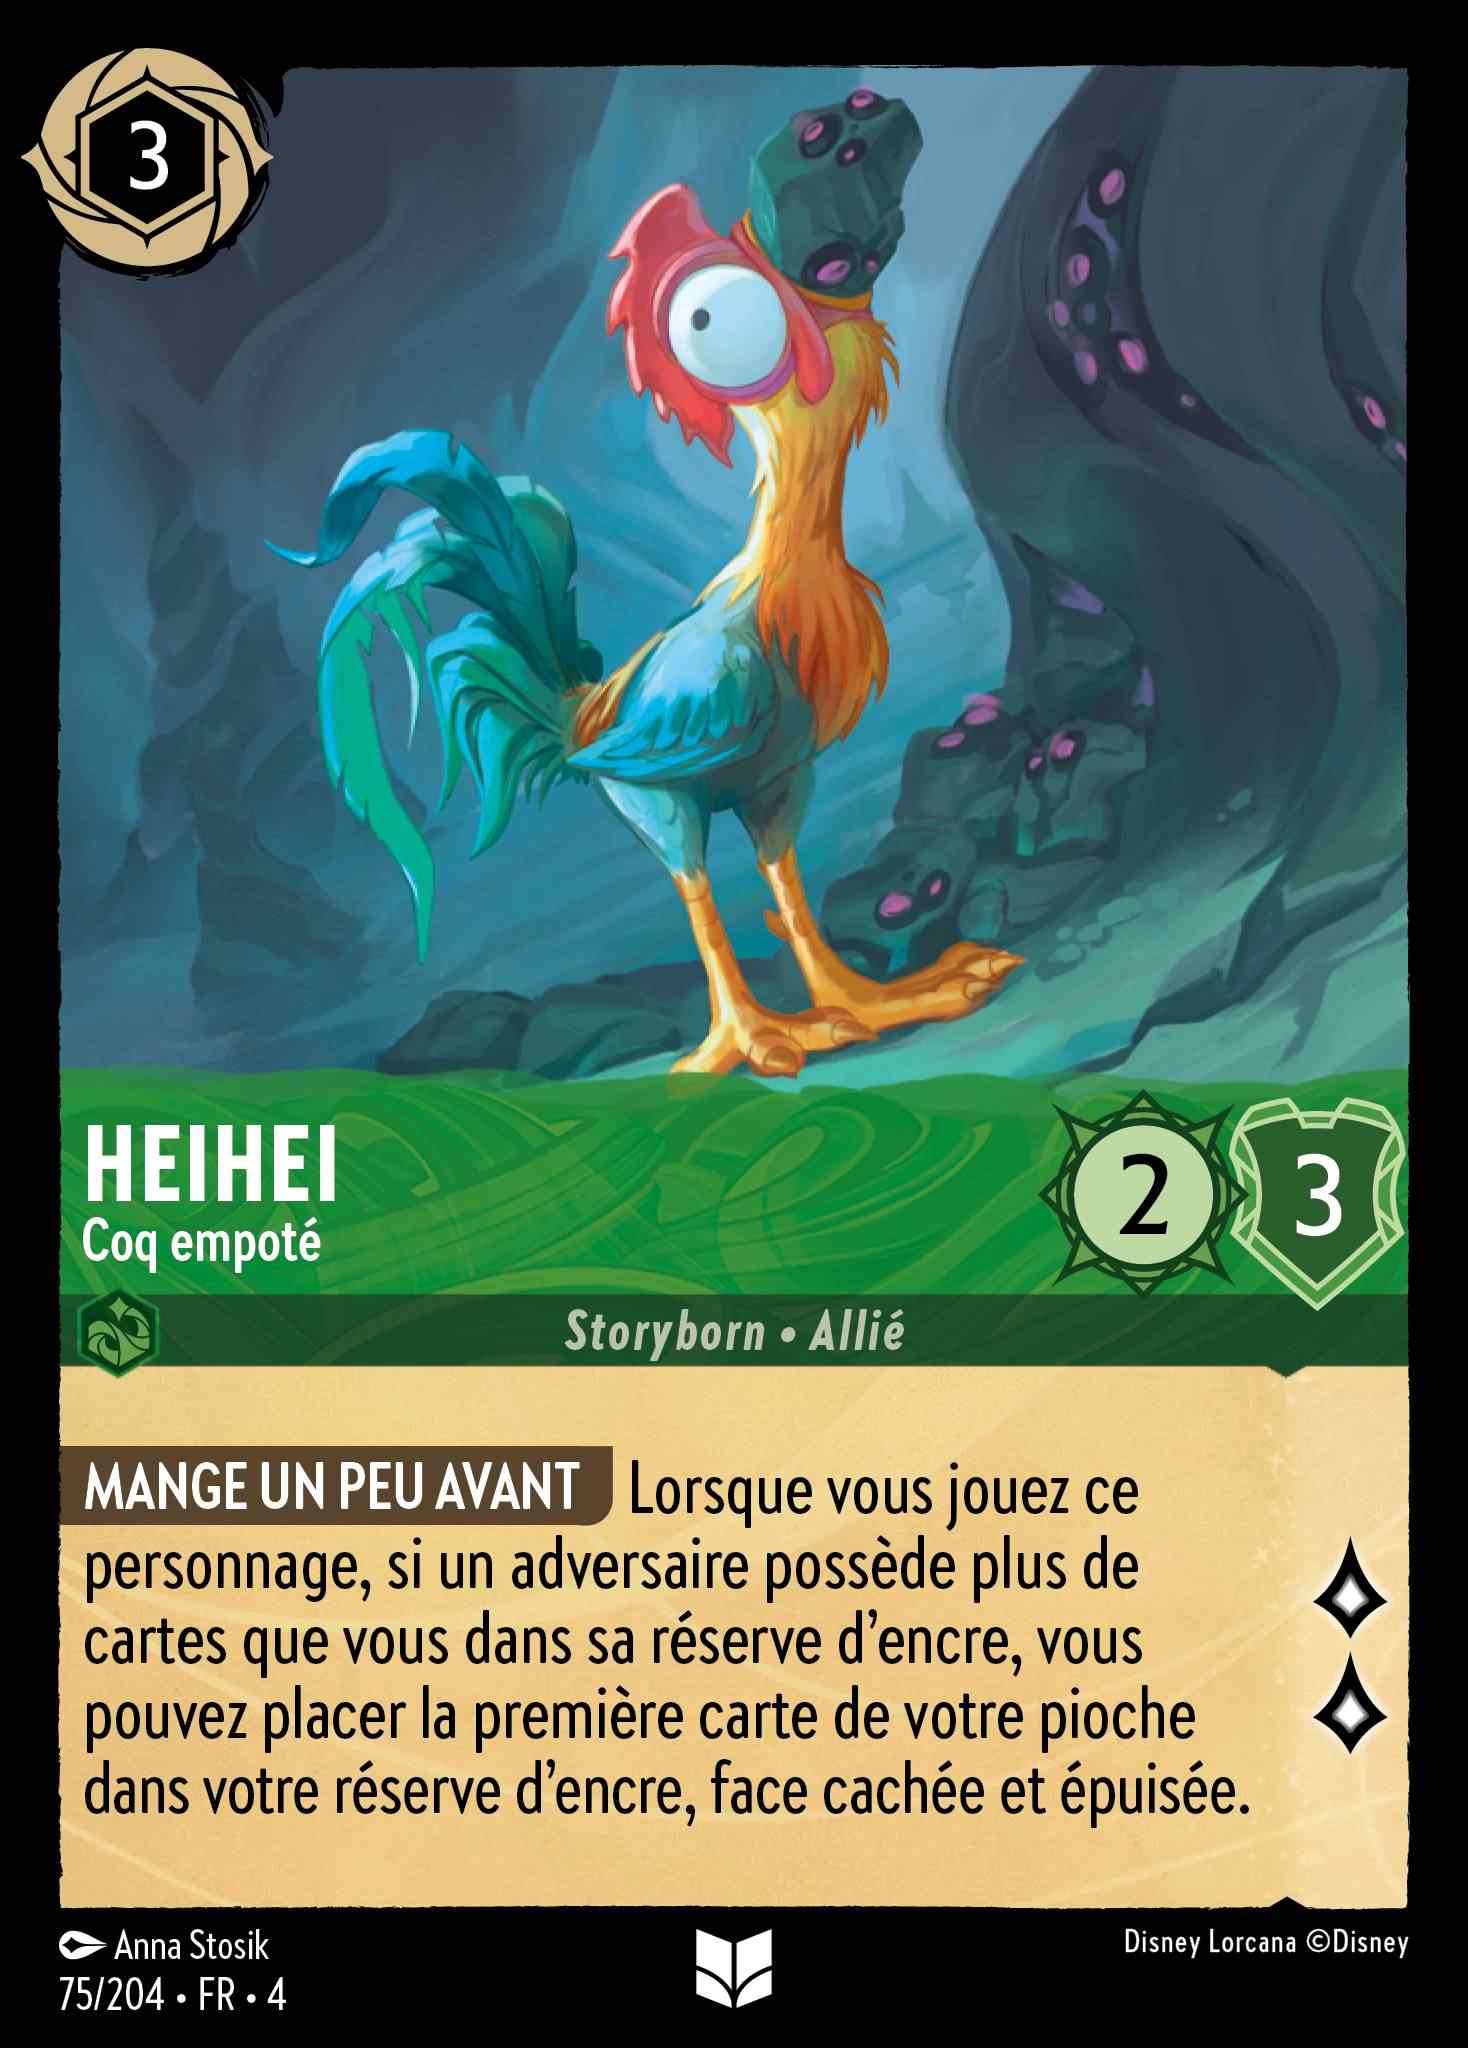 3
HEIHEI
Coq empoté
2
3
Storyborn • Allié
MANGE UN PEU AVANT Lorsque vous jouez ce
personnage, si un adversaire possède plus de
cartes que vous dans sa réserve d’encre, vous
pouvez placer la première carte de votre pioche
dans votre réserve d’encre, face cachée et épuisée.
Anna Stosik
75/204 • FR • 4
Disney Lorcana ©Disney